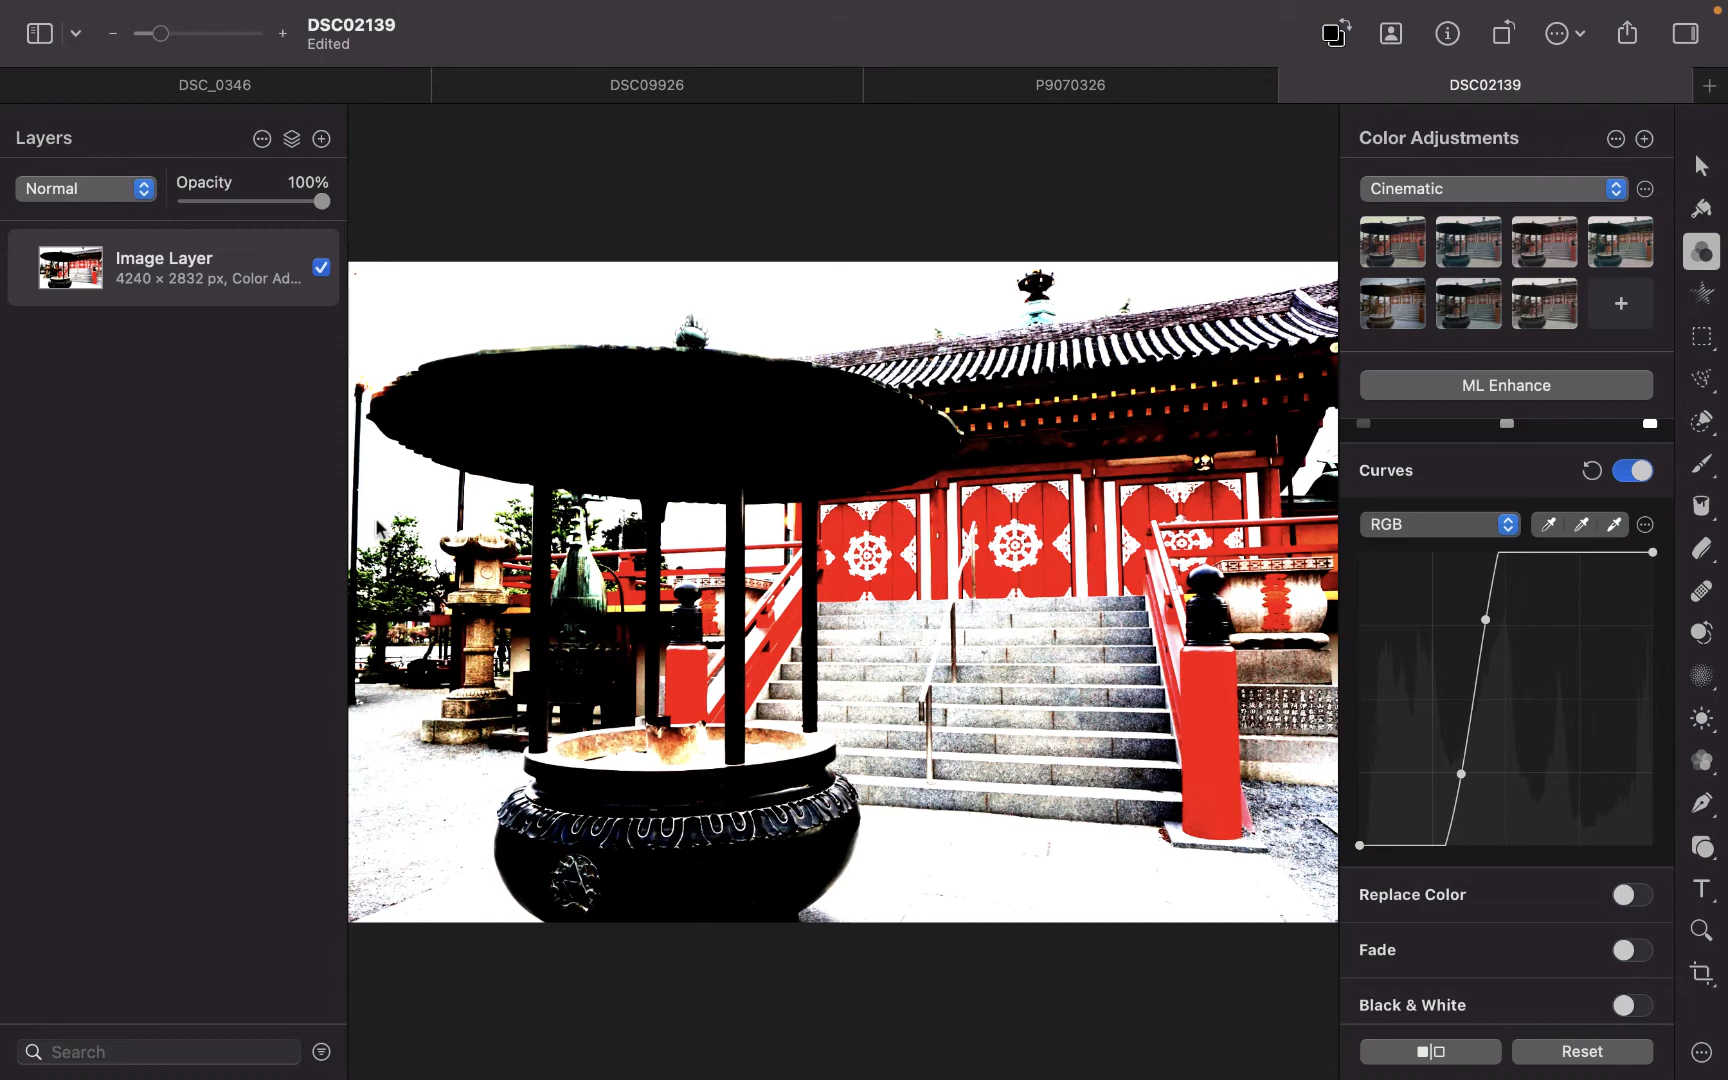 DSC02139
Edited
DSC_0346
DSC09926
P9070326
DSC02139
Layers
Normal
Opacity 100%
Image Layer
4240 × 2832 px, Color Ad...
Search
Color Adjustments
Cinematic
ML Enhance
Curves
RGB
Replace Color
Fade
Black & White
Reset